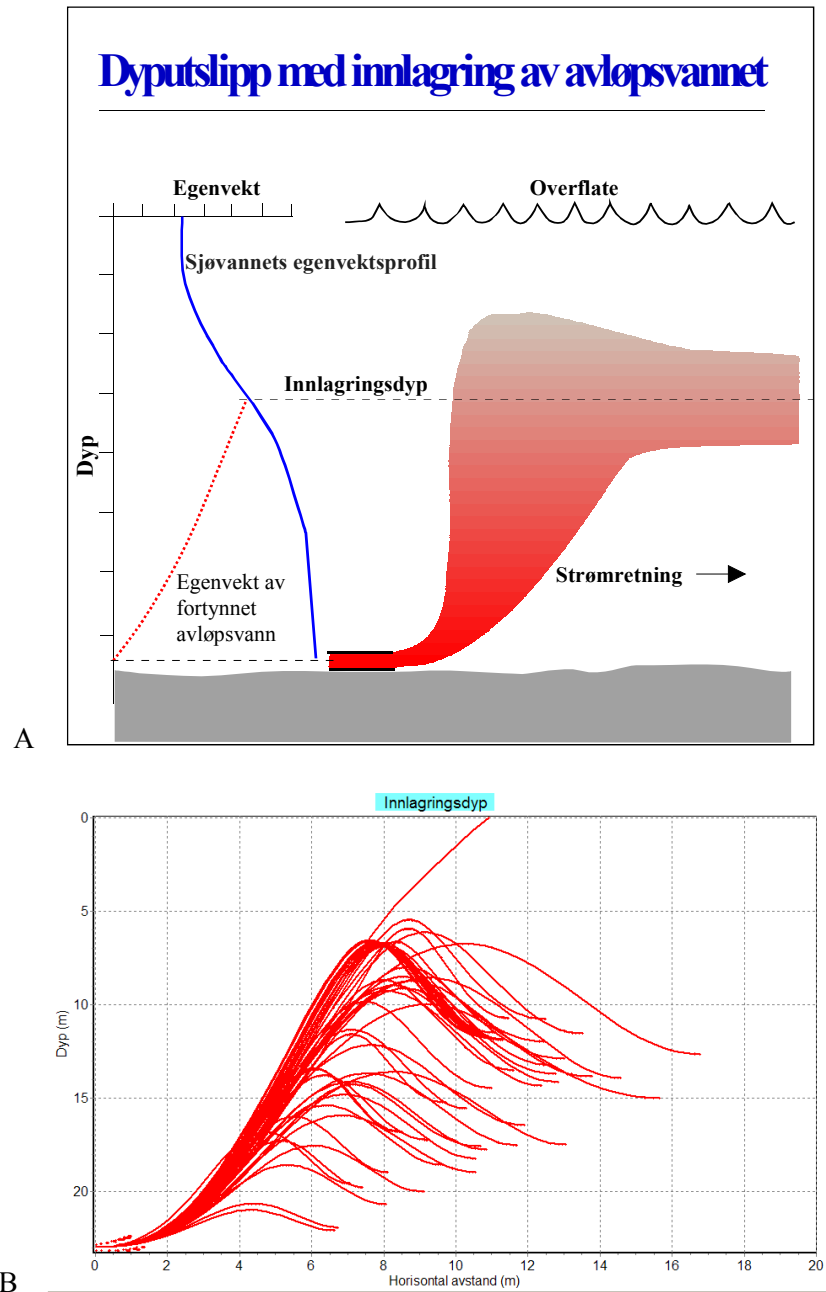 Dyputslipp med innlagring av avløpsvannet
Egenvekt
Overflate
Sjøvannets egenvektsprofil
Innlagringsdyp
Dyp
Egenvekt av
fortynnet
avløpsvann
Strømretning
A
Innlagringsdyp
0
5
10
15
20
Dyp (m)
0 2 4 6 8 10 12 14 16 18 20
Horisontal avstand (m)
B